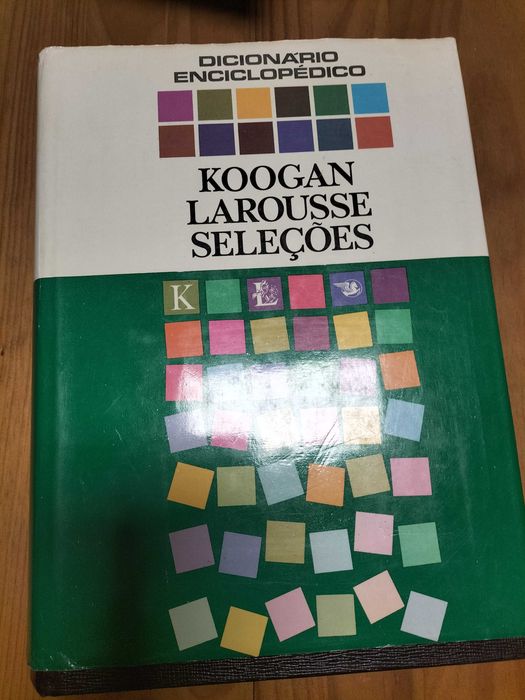 DICIONÁRIO
ENCICLOPÉDICO
KOOGAN
LAROUSSE
SELEÇÕES
K L